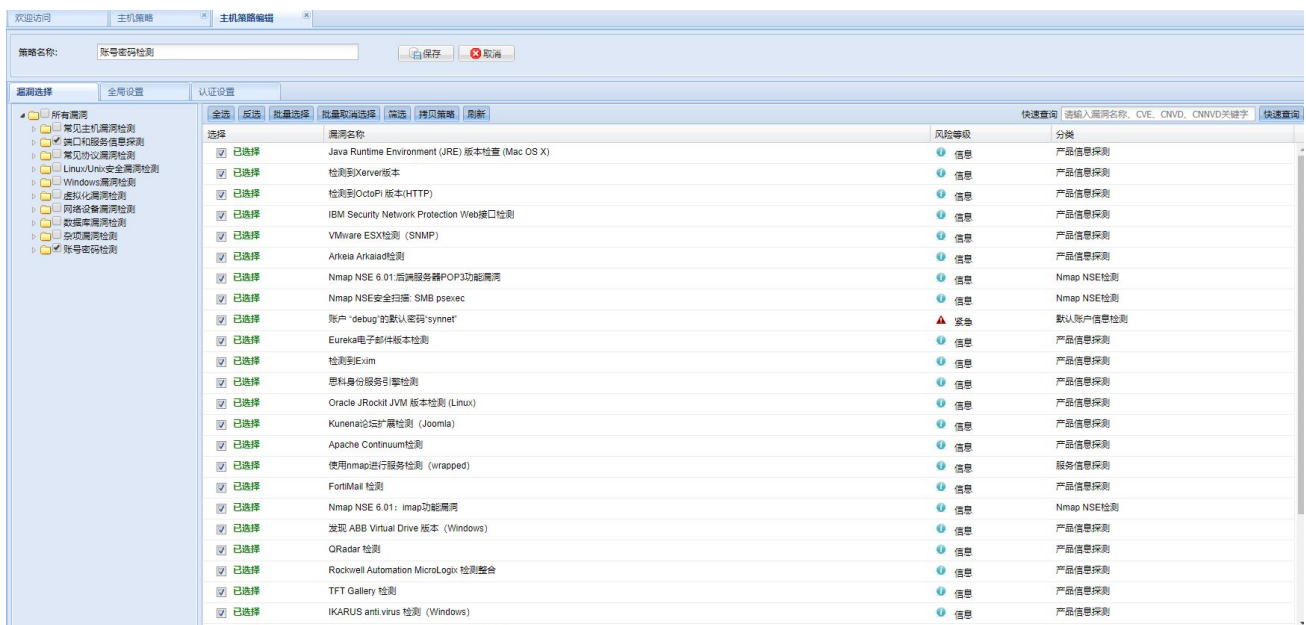 欢迎访问 主机策略 主机策略编辑
策略名称: 账号密码检测 保存 取消
漏洞选择 全局设置 认证设置
所有漏洞
常见主机漏洞检测
端口和服务信息探测
常见协议漏洞检测
Linux/Unix安全漏洞检测
Windows漏洞检测
虚拟化漏洞检测
网络设备漏洞检测
数据库漏洞检测
杂项漏洞检测
账号密码检测
全选 反选 批量选择 批量取消选择 筛选 拷贝策略 刷新 快速查询 请输入漏洞名称、CVE、CNVD、CNNVD关键字 快速查询
选择 漏洞名称 风险等级 分类
已选择 Java Runtime Environment (JRE) 版本检查 (Mac OS X) 信息 产品信息探测
已选择 检测到Xerver版本 信息 产品信息探测
已选择 检测到OctoPi 版本(HTTP) 信息 产品信息探测
已选择 IBM Security Network Protection Web接口检测 信息 产品信息探测
已选择 VMware ESX检测（SNMP） 信息 产品信息探测
已选择 Arkeia Arkaiad检测 信息 产品信息探测
已选择 Nmap NSE 6.01:后端服务器POP3功能漏洞 信息 Nmap NSE检测
已选择 Nmap NSE安全扫描: SMB psexec 信息 Nmap NSE检测
已选择 账户 “debug”的默认密码“synnet” 紧急 默认账户信息检测
已选择 Eureka电子邮件版本检测 信息 产品信息探测
已选择 检测到Exim 信息 产品信息探测
已选择 思科身份服务引擎检测 信息 产品信息探测
已选择 Oracle JRockit JVM 版本检测 (Linux) 信息 产品信息探测
已选择 Kunena论坛扩展检测（Joomla） 信息 产品信息探测
已选择 Apache Continuum检测 信息 产品信息探测
已选择 使用nmap进行服务检测（wrapped） 信息 服务信息探测
已选择 FortiMail 检测 信息 产品信息探测
已选择 Nmap NSE 6.01：imap功能漏洞 信息 Nmap NSE检测
已选择 发现 ABB Virtual Drive 版本（Windows） 信息 产品信息探测
已选择 QRadar 检测 信息 产品信息探测
已选择 Rockwell Automation MicroLogix 检测整合 信息 产品信息探测
已选择 TFT Gallery 检测 信息 产品信息探测
已选择 IKARUS anti.virus 检测（Windows） 信息 产品信息探测